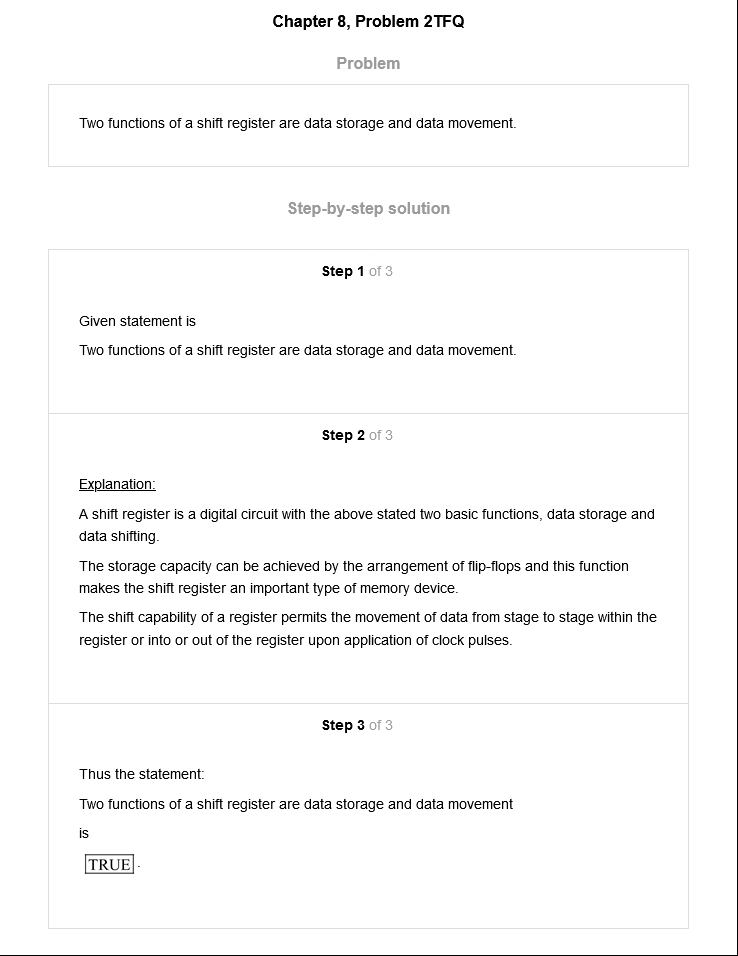 Chapter 8, Problem 2TFQ
Problem
Two functions of a shift register are data storage and data movement.
Step-by-step solution
Step 1 of 3
Given statement is
Two functions of a shift register are data storage and data movement.
Step 2 of 3
Explanation:
A shift register is a digital circuit with the above stated two basic functions, data storage and
data shifting.
The storage capacity can be achieved by the arrangement of flip-flops and this function
makes the shift register an important type of memory device.
The shift capability of a register permits the movement of data from stage to stage within the
register or into or out of the register upon application of clock pulses.
Step 3 of 3
Thus the statement:
Two functions of a shift register are data storage and data movement
is
TRUE.